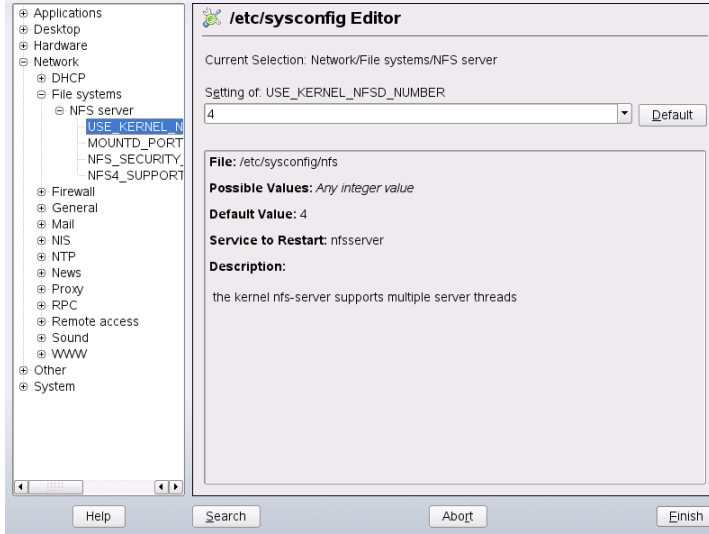 Applications
Desktop
Hardware
Network
DHCP
File systems
NFS server
USE_KERNEL_N
MOUNTD_PORT
NFS_SECURITY_
NFS4_SUPPORT
Firewall
General
Mail
NIS
NTP
News
Proxy
RPC
Remote access
Sound
WWW
Other
System
/etc/sysconfig Editor
Current Selection: Network/File systems/NFS server
Setting of: USE_KERNEL_NFSD_NUMBER
4
Default
File: /etc/sysconfig/nfs
Possible Values: Any integer value
Default Value: 4
Service to Restart: nfsserver
Description:
the kernel nfs-server supports multiple server threads
Help
Search
Abort
Finish